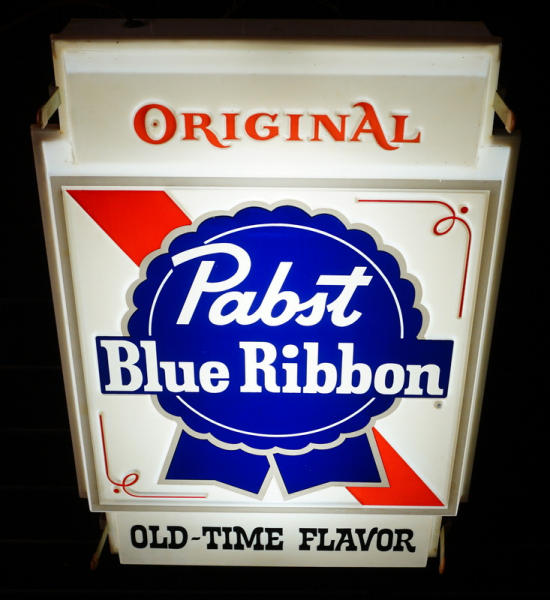 ORIGINAL
Pabst
Blue Ribbon
OLD-TIME FLAVOR